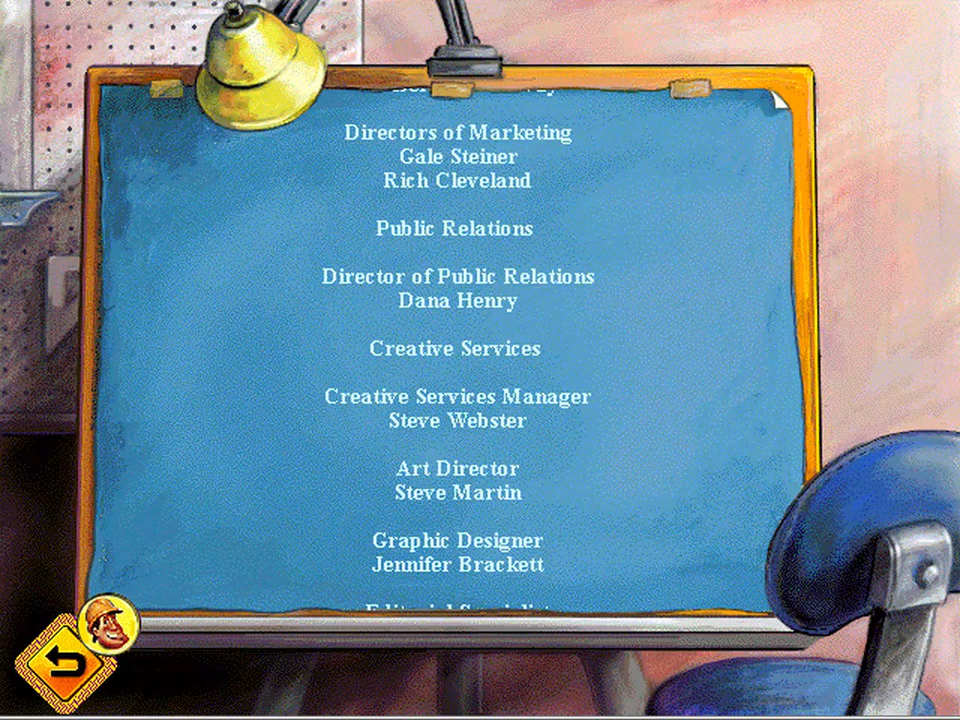 Directors of Marketing
Gale Steiner
Rich Cleveland
Public Relations
Director of Public Relations
Dana Henry
Creative Services
Creative Services Manager
Steve Webster
Art Director
Steve Martin
Graphic Designer
Jennifer Brackett